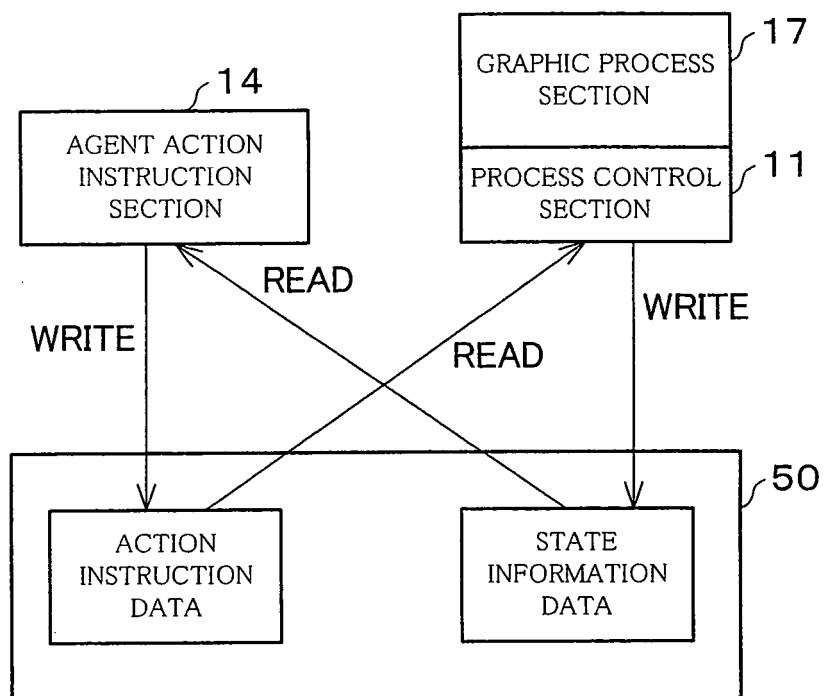 17
GRAPHIC PROCESS
SECTION
14
AGENT ACTION
INSTRUCTION
SECTION
11
PROCESS CONTROL
SECTION
READ
WRITE
WRITE
READ
50
ACTION
INSTRUCTION
DATA
STATE
INFORMATION
DATA